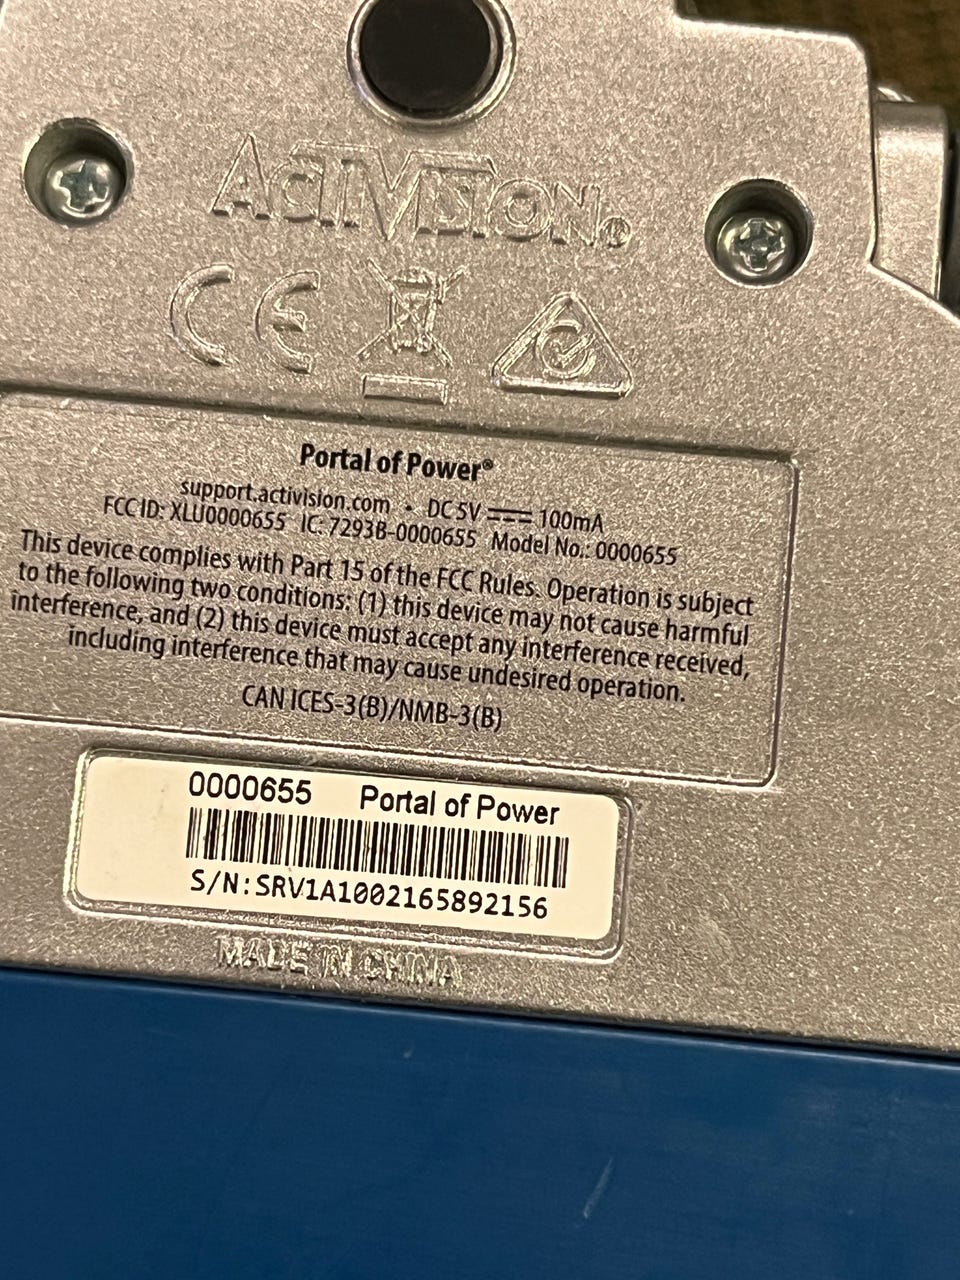 ACTIVISION®
CE
Portal of Power®
support.activision.com • DC 5V ⎓ 100mA
FCC ID: XLU0000655 IC: 7293B-0000655 Model No.: 0000655
This device complies with Part 15 of the FCC Rules. Operation is subject
to the following two conditions: (1) this device may not cause harmful
interference, and (2) this device must accept any interference received,
including interference that may cause undesired operation.
CAN ICES-3(B)/NMB-3(B)
0000655 Portal of Power
S/N:SRV1A1002165892156
MADE IN CHINA